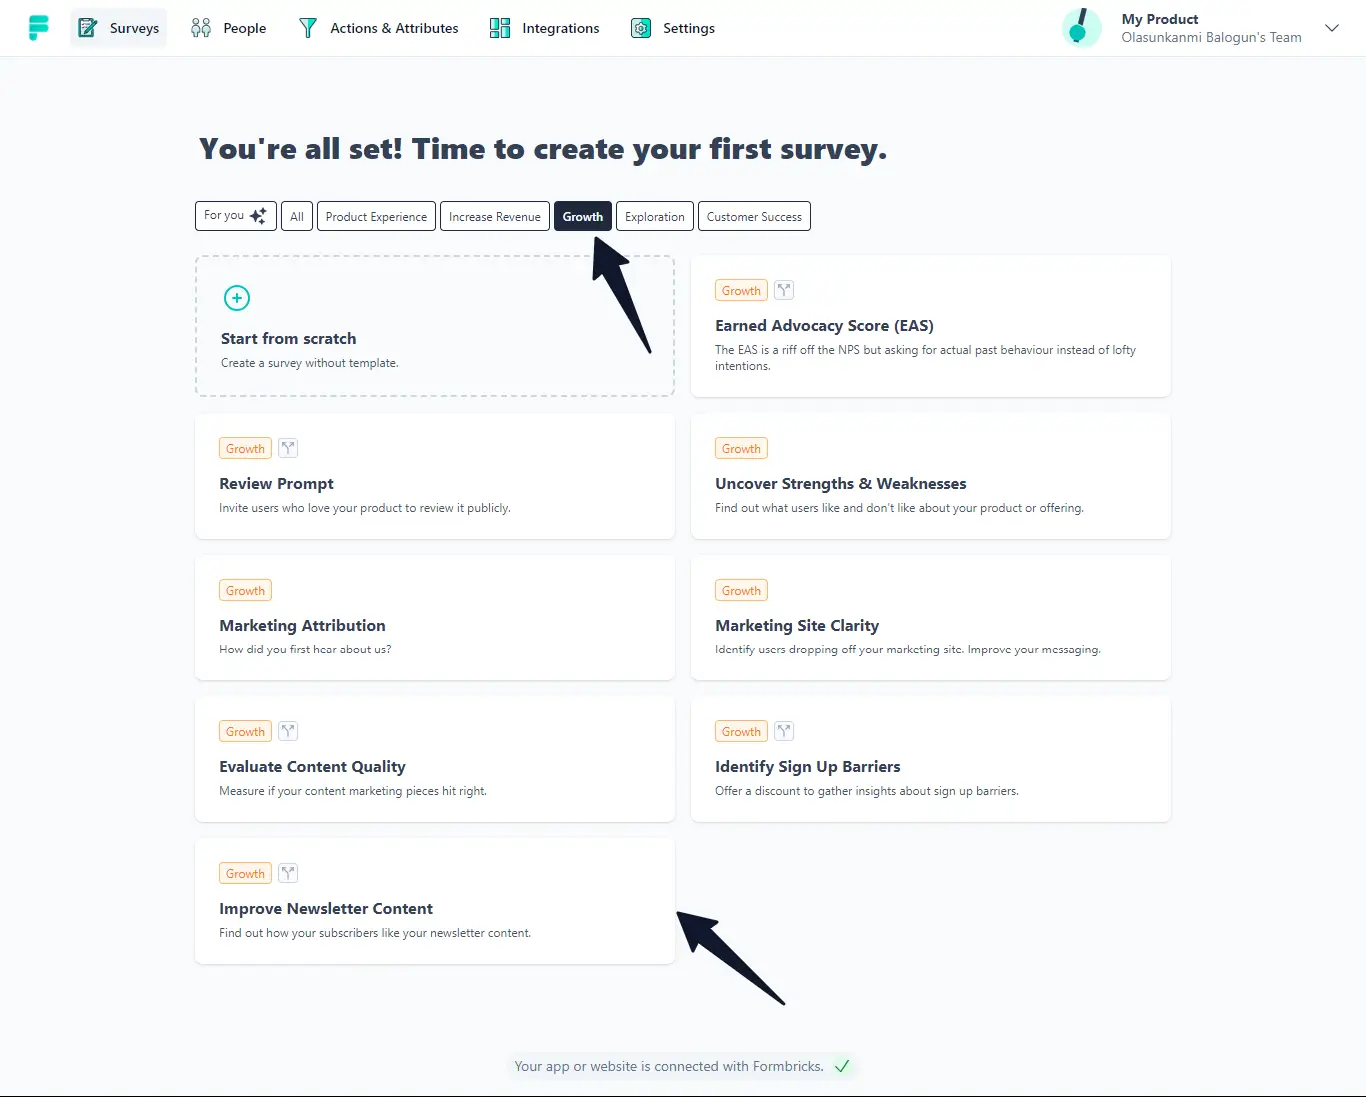 Surveys People Actions & Attributes Integrations Settings
My Product
Olasunkanmi Balogun's Team
You're all set! Time to create your first survey.
For you All Product Experience Increase Revenue Growth Exploration Customer Success
Start from scratch
Create a survey without template.
Growth
Earned Advocacy Score (EAS)
The EAS is a riff off the NPS but asking for actual past behaviour instead of lofty
intentions.
Growth
Review Prompt
Invite users who love your product to review it publicly.
Growth
Uncover Strengths & Weaknesses
Find out what users like and don't like about your product or offering.
Growth
Marketing Attribution
How did you first hear about us?
Growth
Marketing Site Clarity
Identify users dropping off your marketing site. Improve your messaging.
Growth
Evaluate Content Quality
Measure if your content marketing pieces hit right.
Growth
Identify Sign Up Barriers
Offer a discount to gather insights about sign up barriers.
Growth
Improve Newsletter Content
Find out how your subscribers like your newsletter content.
Your app or website is connected with Formbricks.